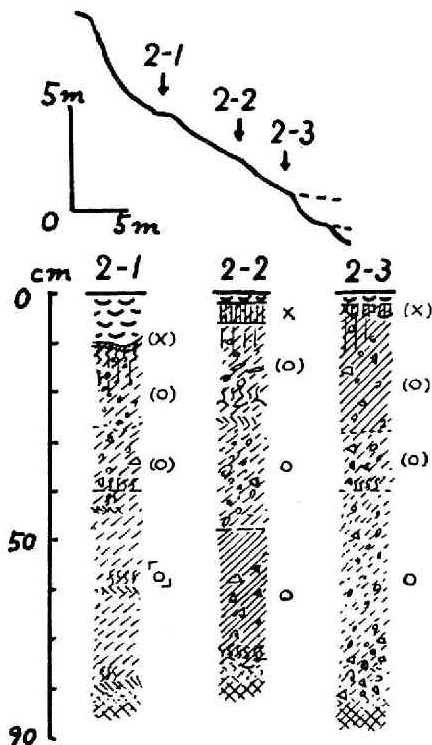 2-1
2-2
2-3
5m
0 5m
cm 2-1 2-2 2-3
0
x (x)
(x)
(o)
(o) (o)
(o) o (o)
50
o o
o
90